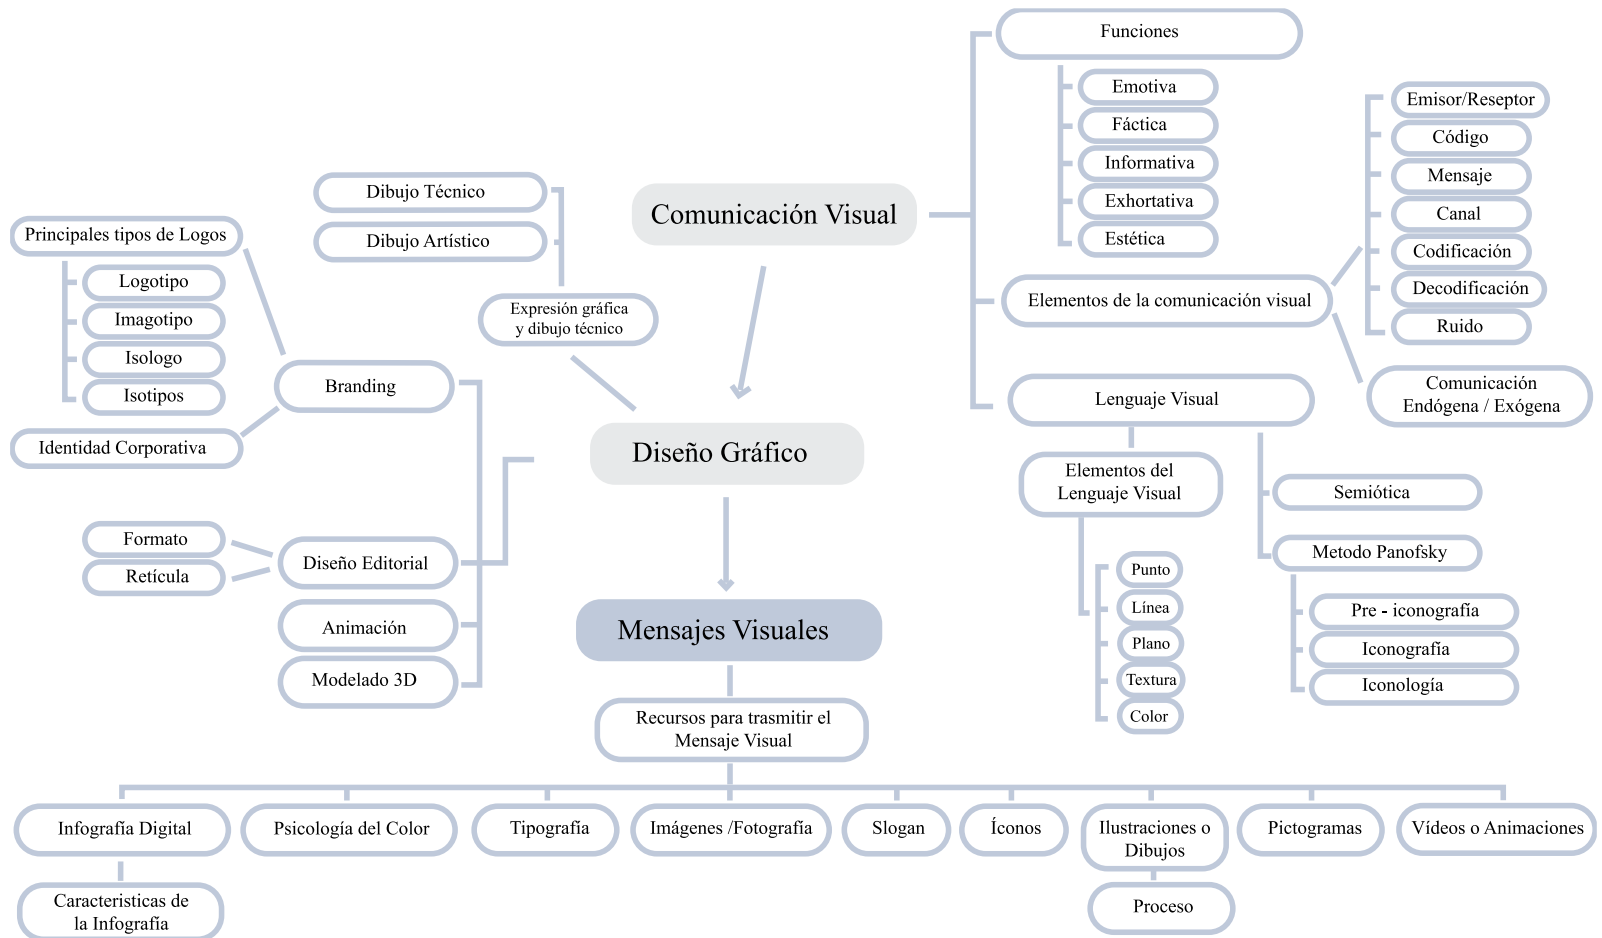 Funciones
Emotiva
Fáctica
Informativa
Exhortativa
Estética
Emisor/Reseptor
Código
Mensaje
Canal
Codificación
Decodificación
Ruido
Comunicación Visual
Elementos de la comunicación visual
Comunicación
Endógena / Exógena
Lenguaje Visual
Elementos del
Lenguaje Visual
Punto
Línea
Plano
Textura
Color
Semiótica
Metodo Panofsky
Pre - iconografía
Iconografía
Iconología
Dibujo Técnico
Dibujo Artístico
Expresión gráfica
y dibujo técnico
Principales tipos de Logos
Logotipo
Imagotipo
Isologo
Isotipos
Identidad Corporativa
Branding
Diseño Gráfico
Formato
Retícula
Diseño Editorial
Animación
Modelado 3D
Mensajes Visuales
Recursos para trasmitir el
Mensaje Visual
Infografía Digital
Psicología del Color
Tipografía
Imágenes /Fotografía
Slogan
Íconos
Ilustraciones o
Dibujos
Pictogramas
Vídeos o Animaciones
Caracteristicas de
la Infografía
Proceso